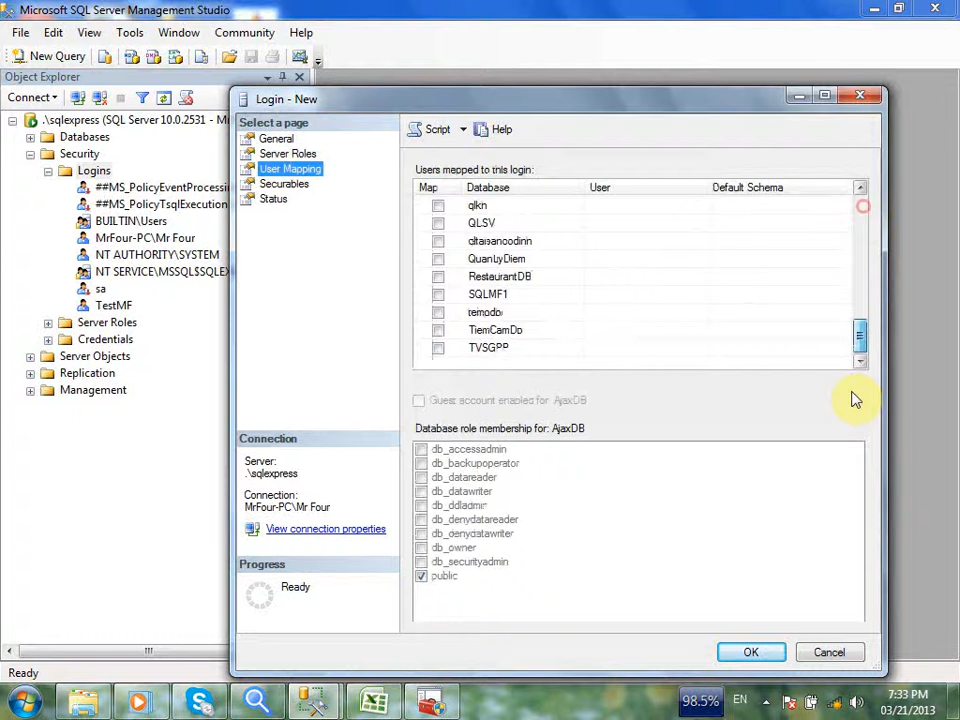 Microsoft SQL Server Management Studio
File Edit View Tools Window Community Help
New Query
Object Explorer
Connect
.\sqlexpress (SQL Server 10.0.2531 - M
Databases
Security
Logins
##MS_PolicyEventProcessi
##MS_PolicyTsqlExecution
BUILTIN\Users
MrFour-PC\Mr Four
NT AUTHORITY\SYSTEM
NT SERVICE\MSSQL$SQLEX
sa
TestMF
Server Roles
Credentials
Server Objects
Replication
Management
Login - New
Select a page
General
Server Roles
User Mapping
Securables
Status
Connection
Server:
.\sqlexpress
Connection:
MrFour-PC\Mr Four
View connection properties
Progress
Ready
Script Help
Users mapped to this login:
Map Database User Default Schema
qlkn
QLSV
QuanLyDiem
RestaurantDB
SQLMF1
TVSGPP
Guest account enabled for: AjaxDB
Database role membership for: AjaxDB
db_accessadmin
db_backupoperator
db_datareader
db_datawriter
db_ddladmin
db_denydatareader
db_denydatawriter
db_owner
db_securityadmin
public
OK Cancel
Ready
98.5% EN
7:33 PM
03/21/2013